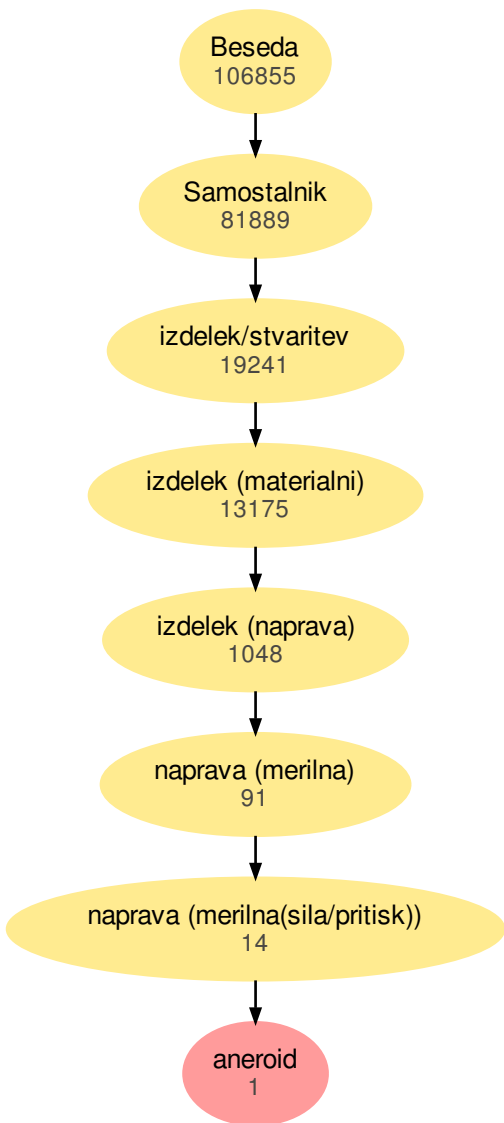 Beseda
106855
Samostalnik
81889
izdelek/stvaritev
19241
izdelek (materialni)
13175
izdelek (naprava)
1048
naprava (merilna)
91
naprava (merilna(sila/pritisk))
14
aneroid
1